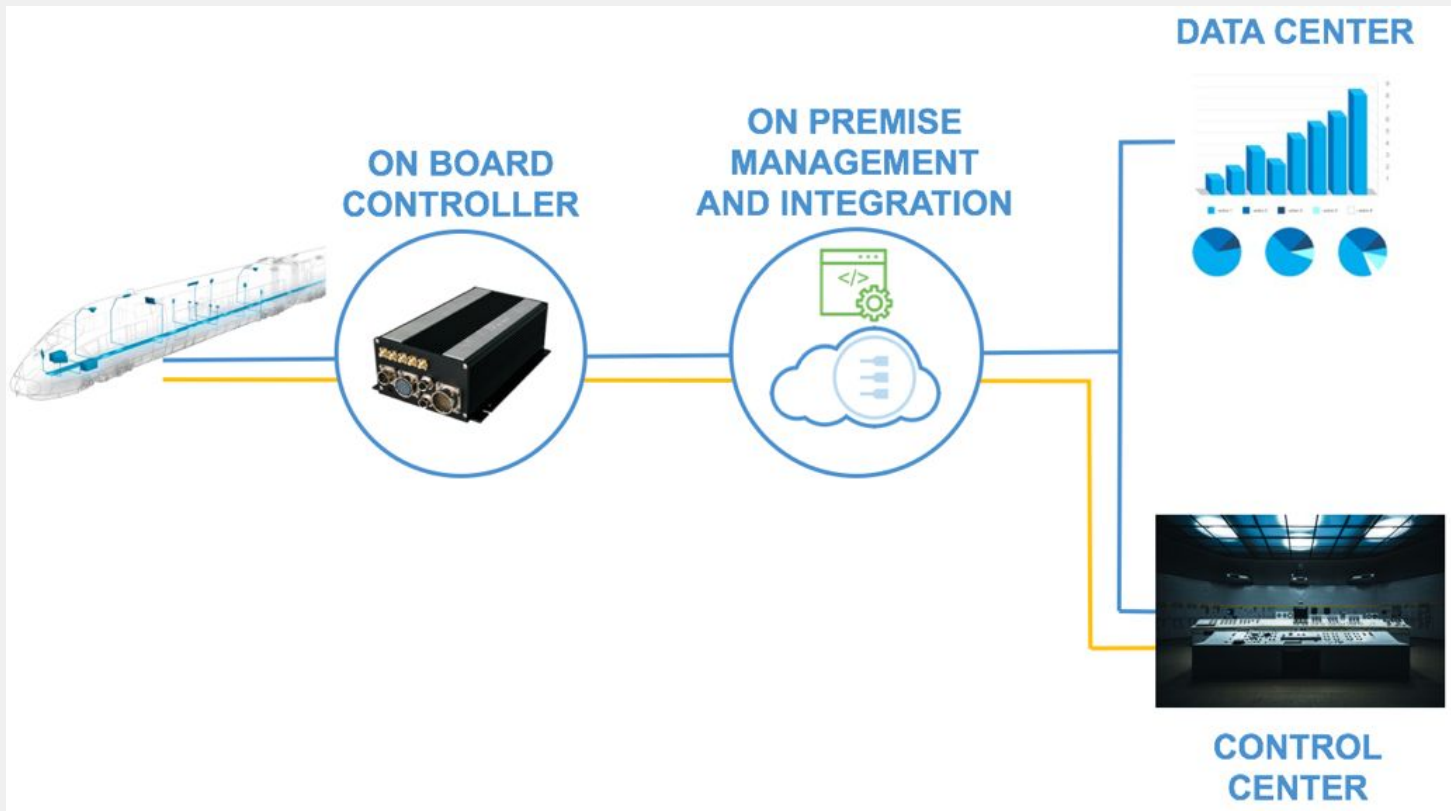 DATA CENTER
ON PREMISE
MANAGEMENT
AND INTEGRATION
ON BOARD
CONTROLLER
</>
CONTROL
CENTER